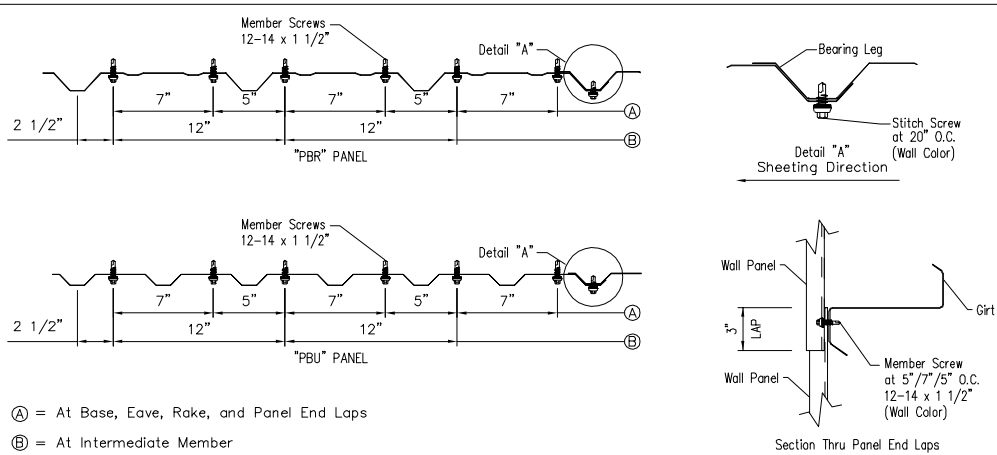 Member Screws
12-14 x 1 1/2"
Detail "A"
7" 5" 7" 5" 7" A
2 1/2" 12" 12" B
"PBR" PANEL
Bearing Leg
Stitch Screw
at 20" O.C.
(Wall Color)
Detail "A"
Sheeting Direction
Member Screws
12-14 x 1 1/2"
Detail "A"
7" 5" 7" 5" 7" A
2 1/2" 12" 12" B
"PBU" PANEL
A = At Base, Eave, Rake, and Panel End Laps
B = At Intermediate Member
Wall Panel
Girt
3"
LAP
Member Screw
at 5"/7"/5" O.C.
12-14 x 1 1/2"
(Wall Color)
Wall Panel
Section Thru Panel End Laps